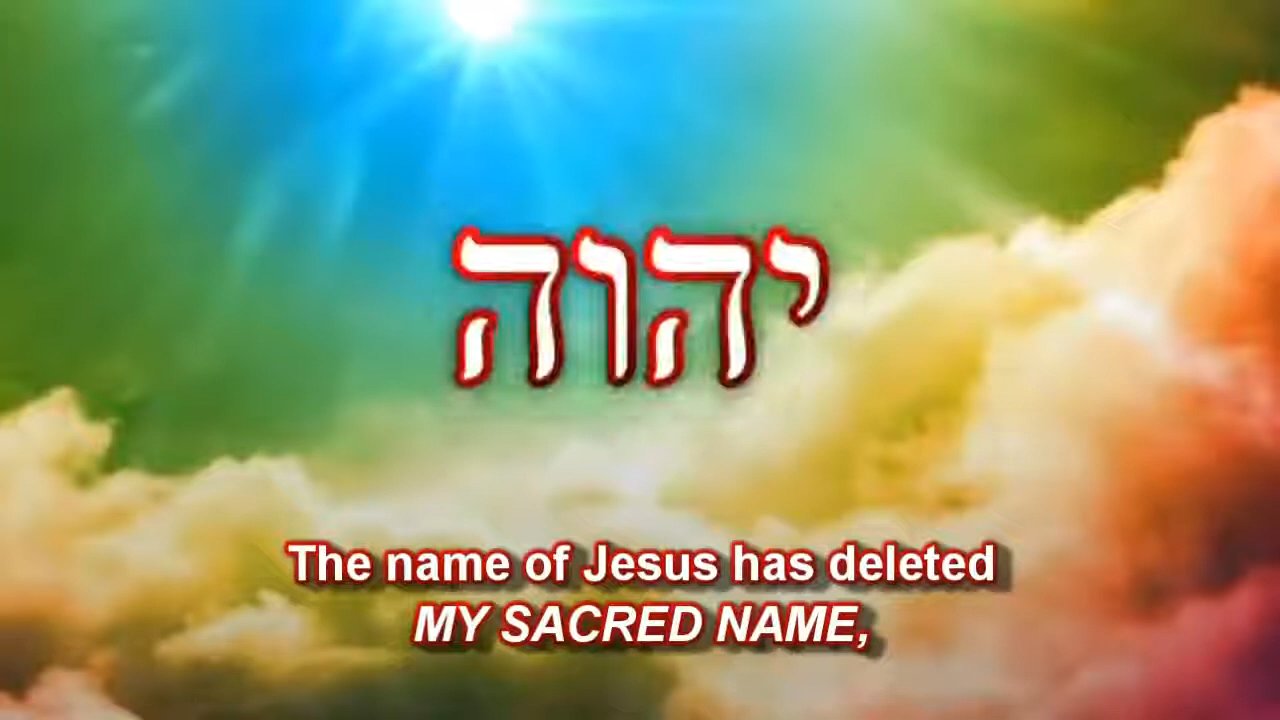 יהוה
The name of Jesus has deleted
MY SACRED NAME,